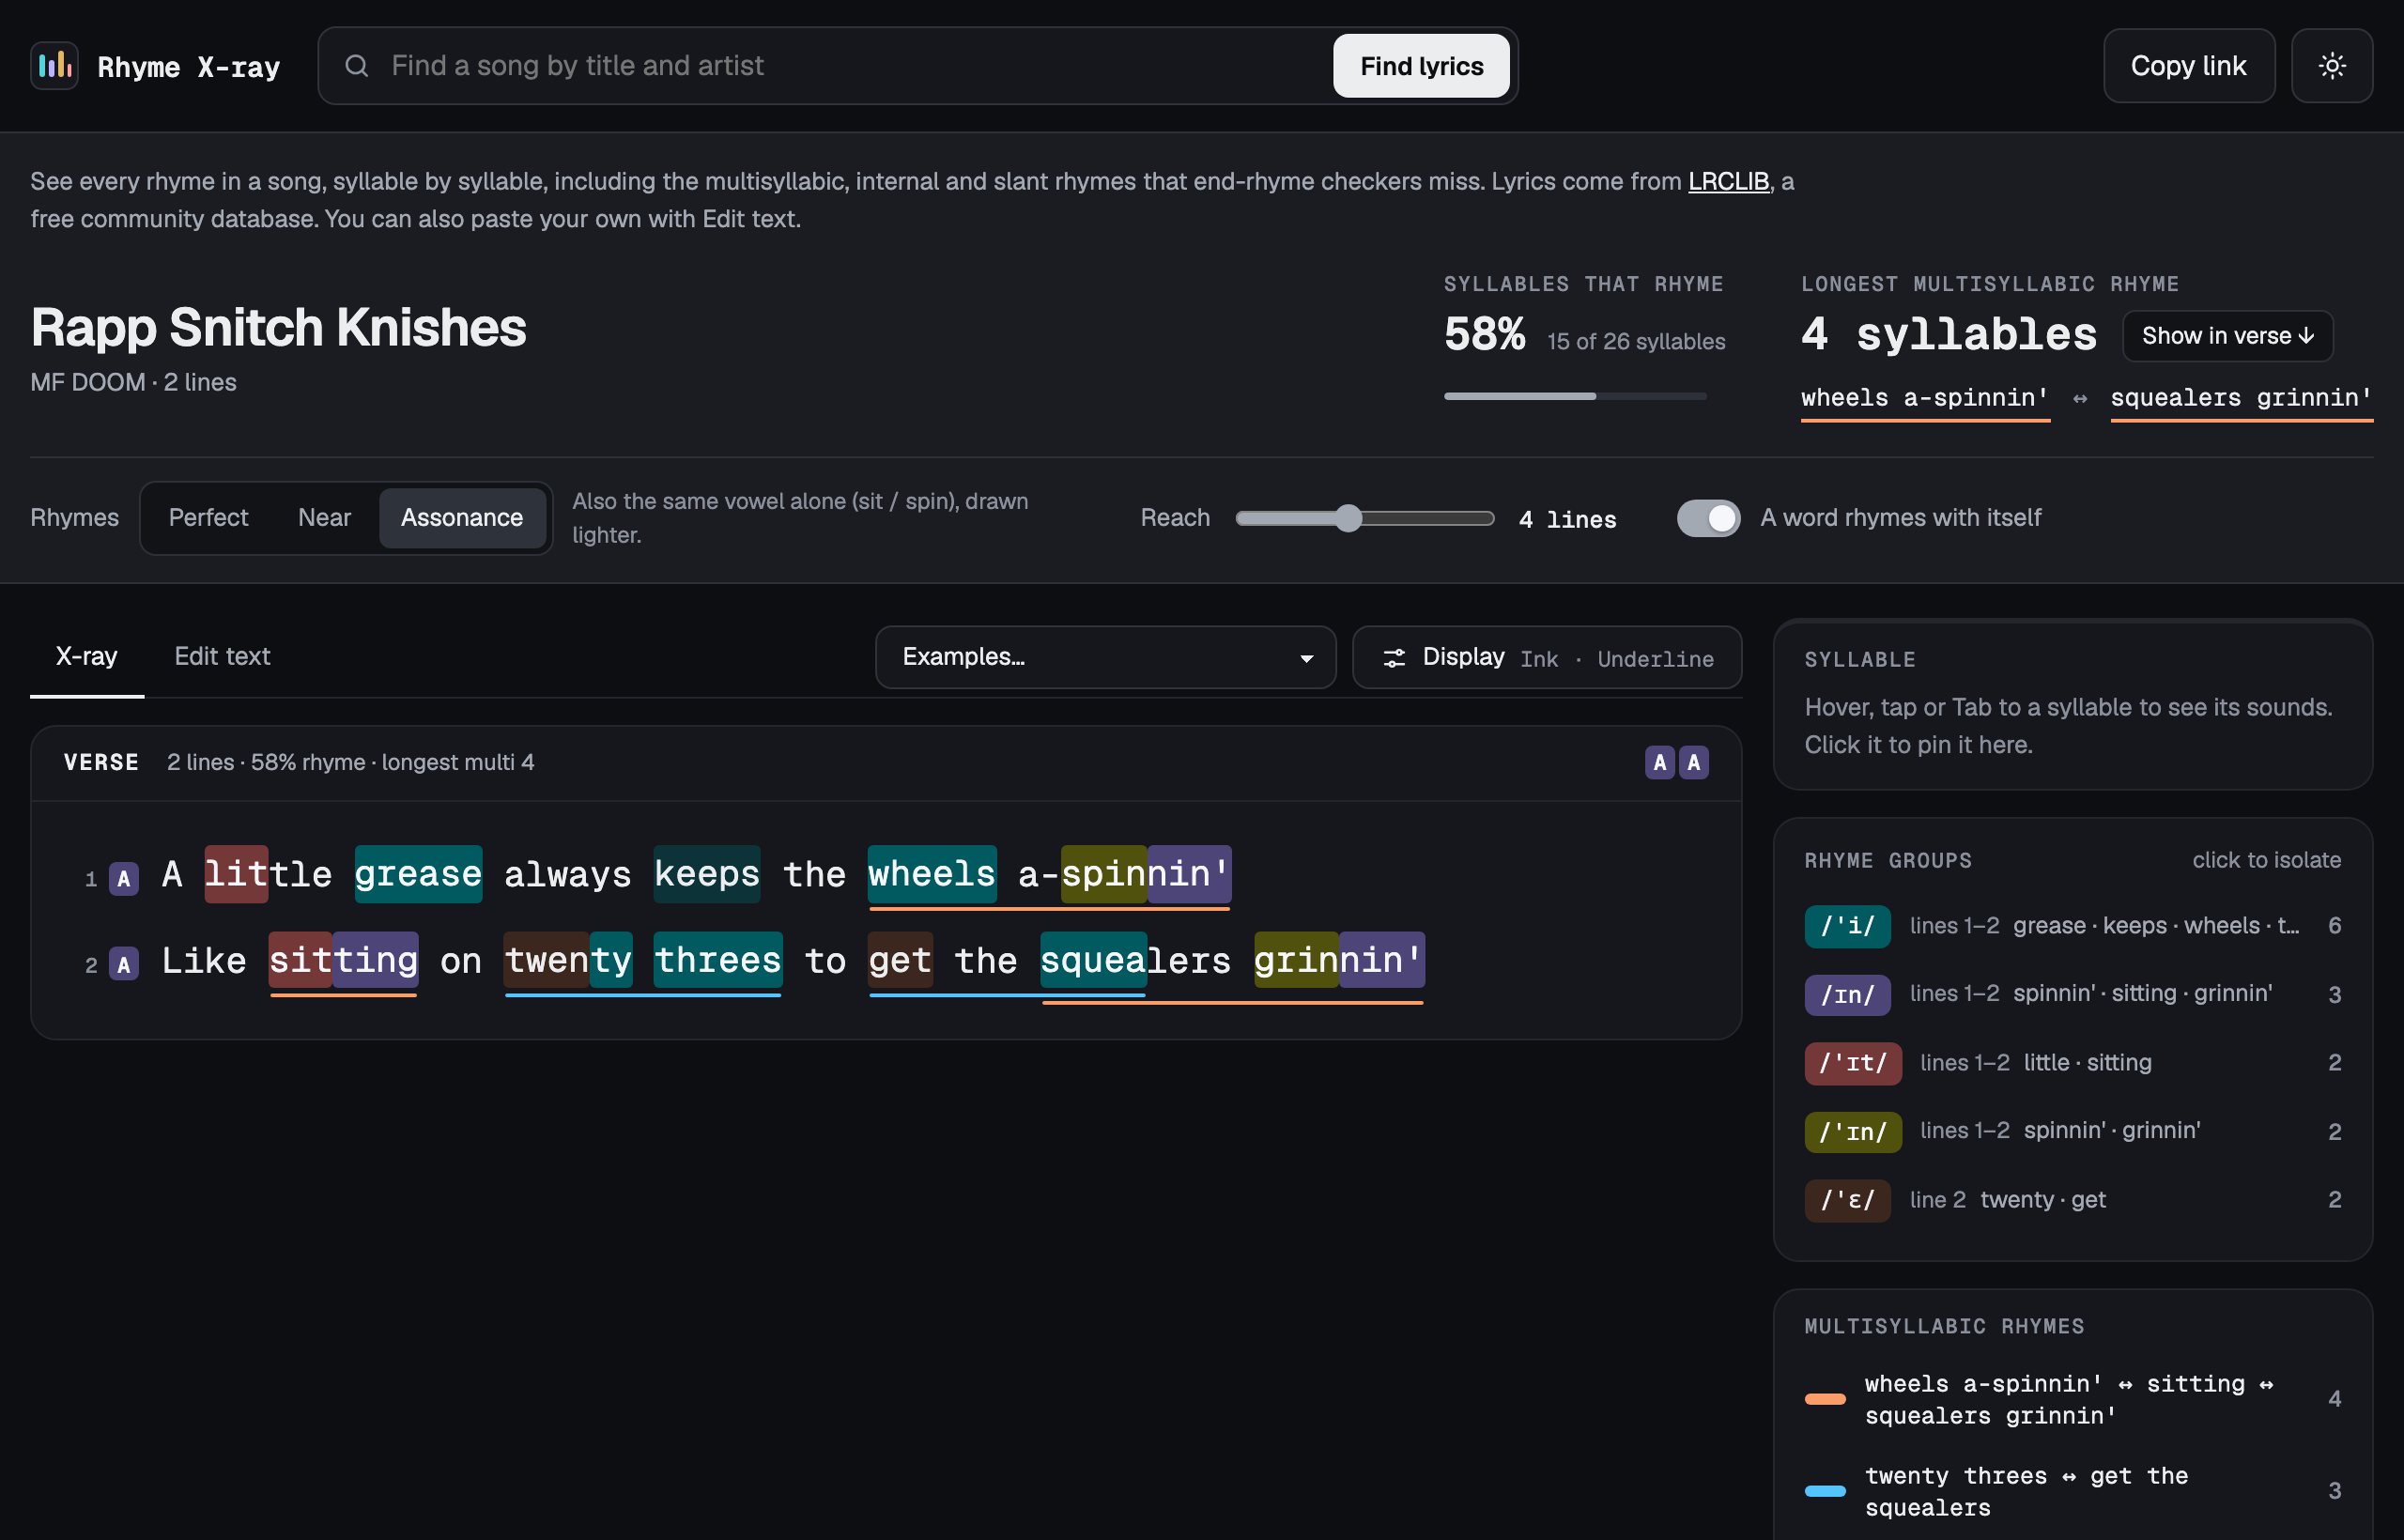 Rhyme X-ray
Find a song by title and artist
Find lyrics
Copy link
See every rhyme in a song, syllable by syllable, including the multisyllabic, internal and slant rhymes that end-rhyme checkers miss. Lyrics come from LRCLIB, a
free community database. You can also paste your own with Edit text.
Rapp Snitch Knishes
MF DOOM · 2 lines
SYLLABLES THAT RHYME
58% 15 of 26 syllables
LONGEST MULTISYLLABIC RHYME
4 syllables Show in verse ↓
wheels a-spinnin' ↔ squealers grinnin'
Rhymes Perfect Near Assonance
Also the same vowel alone (sit / spin), drawn
lighter.
Reach 4 lines
A word rhymes with itself
X-ray Edit text
Examples…
Display Ink · Underline
VERSE 2 lines · 58% rhyme · longest multi 4 A A
1 A A little grease always keeps the wheels a-spinnin'
2 A Like sitting on twenty threes to get the squealers grinnin'
SYLLABLE
Hover, tap or Tab to a syllable to see its sounds.
Click it to pin it here.
RHYME GROUPS click to isolate
/ˈi/ lines 1–2 grease · keeps · wheels · t… 6
/ɪn/ lines 1–2 spinnin' · sitting · grinnin' 3
/ˈɪt/ lines 1–2 little · sitting 2
/ˈɪn/ lines 1–2 spinnin' · grinnin' 2
/ˈɛ/ line 2 twenty · get 2
MULTISYLLABIC RHYMES
wheels a-spinnin' ↔ sitting ↔
squealers grinnin' 4
twenty threes ↔ get the
squealers 3